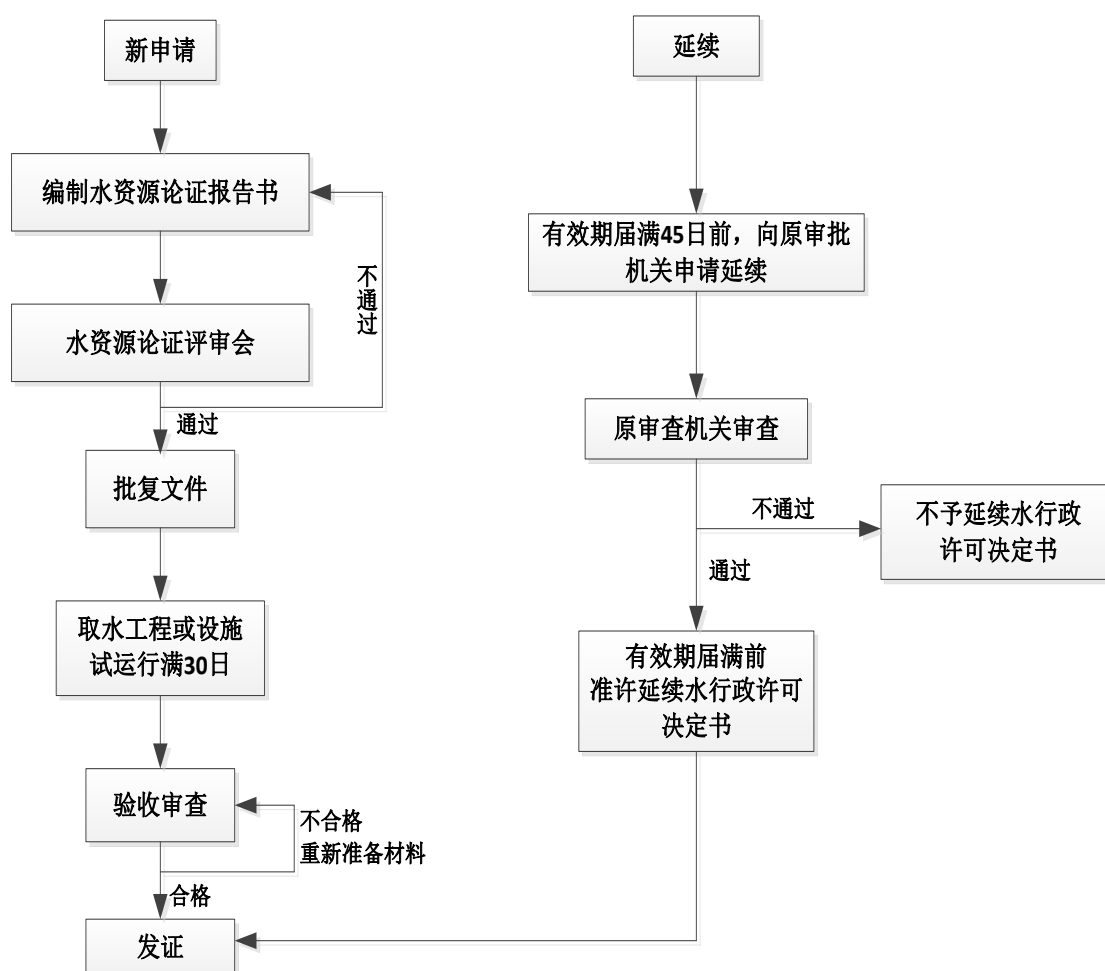 新申请
编制水资源论证报告书
不通过
水资源论证评审会
通过
批复文件
取水工程或设施
试运行满30日
验收审查
不合格
重新准备材料
合格
发证
延续
有效期届满45日前，向原审批
机关申请延续
原审查机关审查
不通过
不予延续水行政
许可决定书
通过
有效期届满前
准许延续水行政许可
决定书